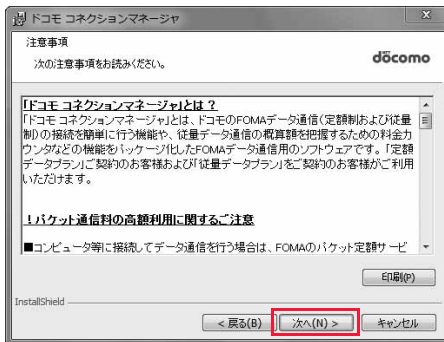 ドコモ コネクションマネージャ
注意事項
次の注意事項をお読みください。
döcomo
「ドコモ コネクションマネージャ」とは？
「ドコモ コネクションマネージャ」とは、ドコモのFOMAデータ通信（定額制および従量
制）の接続を簡単に行う機能や、従量データ通信の概算額を把握するための料金カ
ウンタなどの機能をパッケージ化したFOMAデータ通信用のソフトウェアです。「定額
データプラン」ご契約のお客様および「従量データプラン」をご契約のお客様がご利用
いただけます。
！パケット通信料の高額利用に関するご注意
■コンピュータ等に接続してデータ通信を行う場合は、FOMAのパケット定額サービ
印刷(P)
InstallShield
< 戻る(B)
次へ(N) >
キャンセル